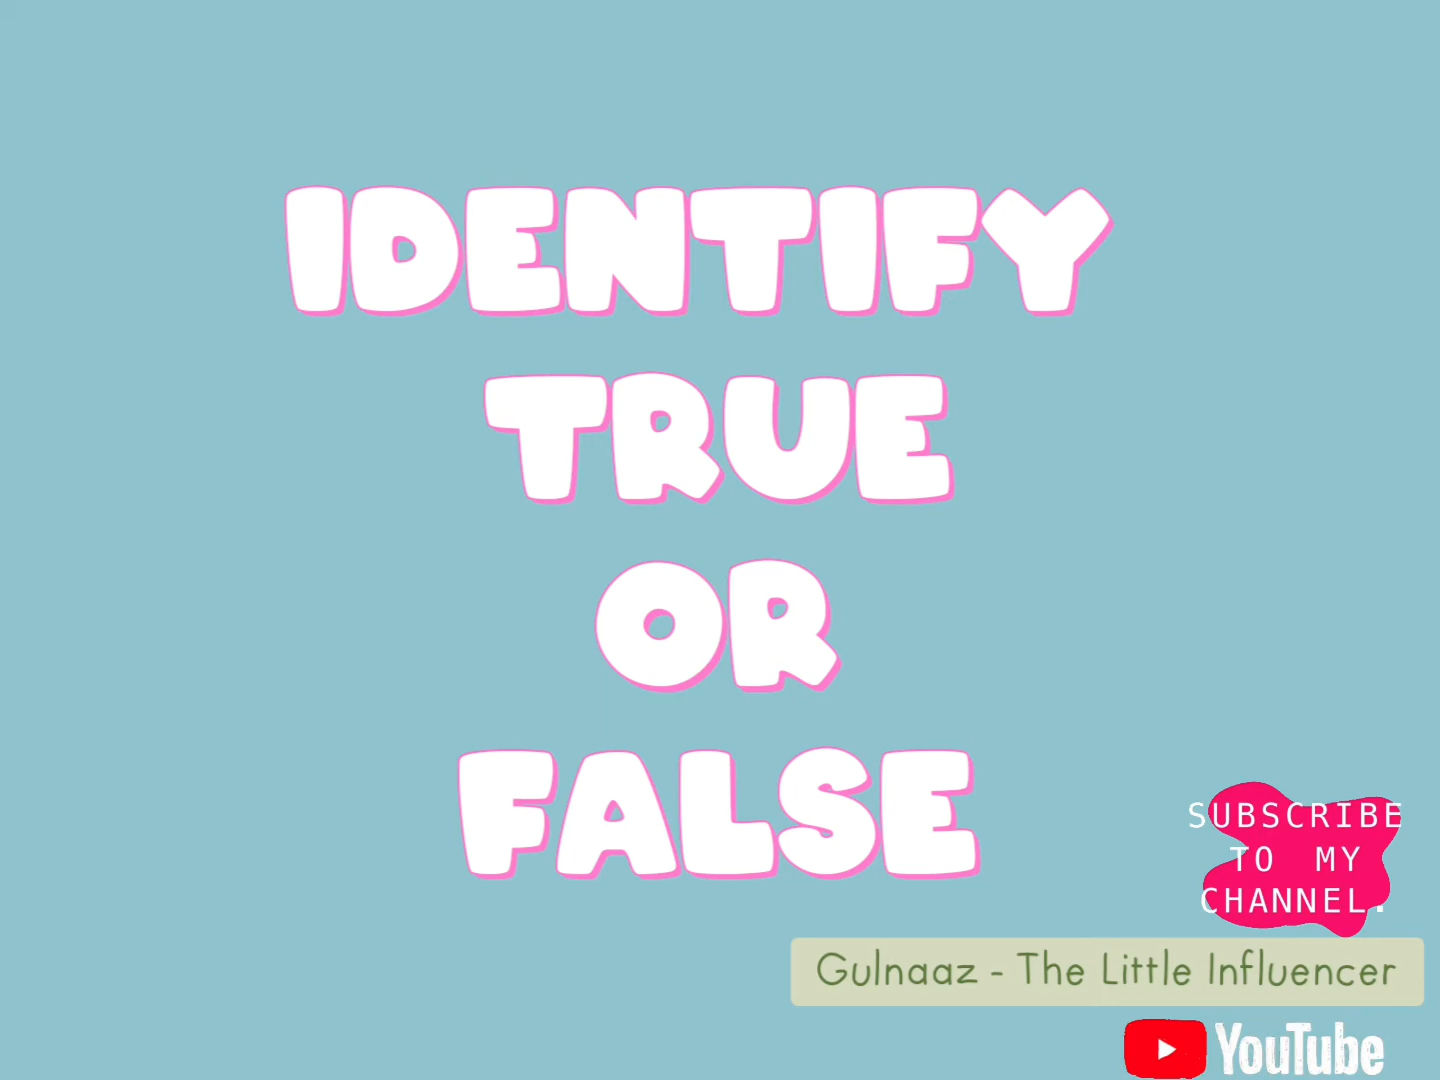 IDENTIFY
TRUE
OR
FALSE
SUBSCRIBE
TO MY
CHANNEL.
Gulnaaz - The Little Influencer
YouTube